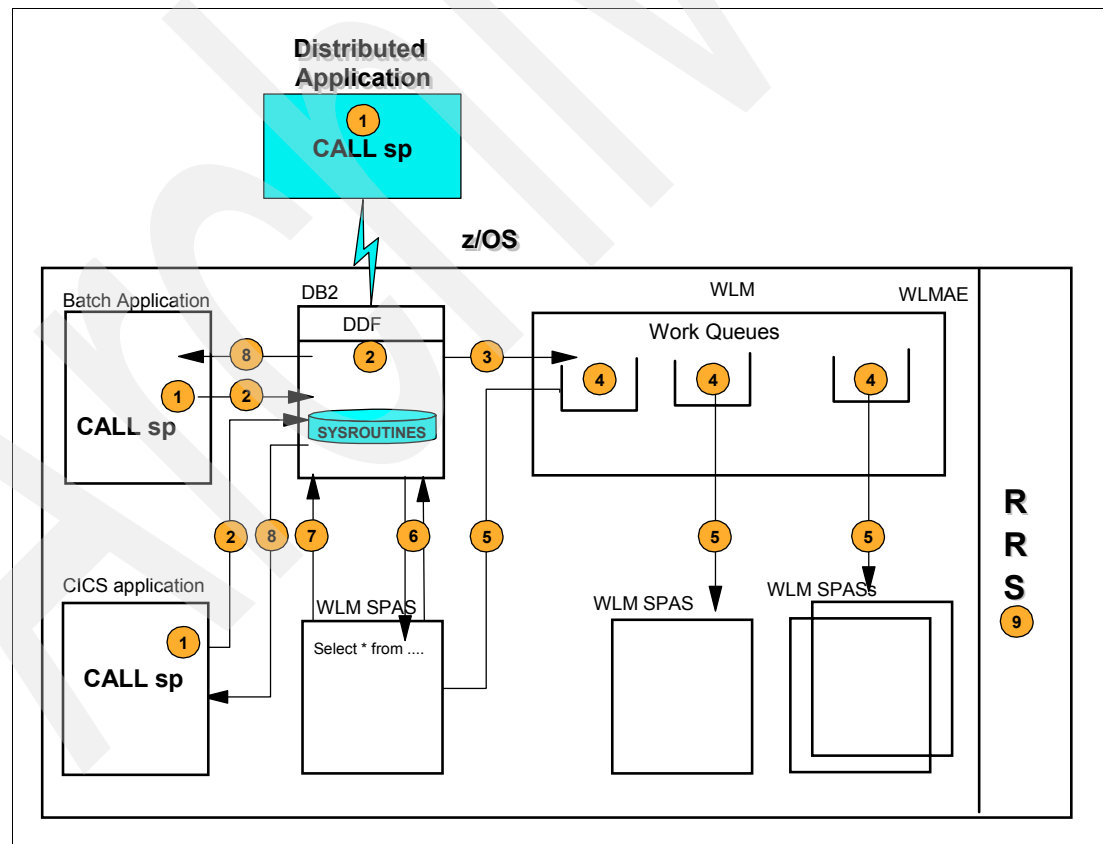 Distributed
Application
1
CALL sp
z/OS
Batch Application
DB2
WLM
WLMAE
DDF
Work Queues
8
2
3
4
4
4
1
2
CALL sp
SYSROUTINES
2
8
7
6
5
5
5
R
R
S
9
CICS application
WLM SPAS
WLM SPAS
WLM SPASs
1
Select * from ....
CALL sp